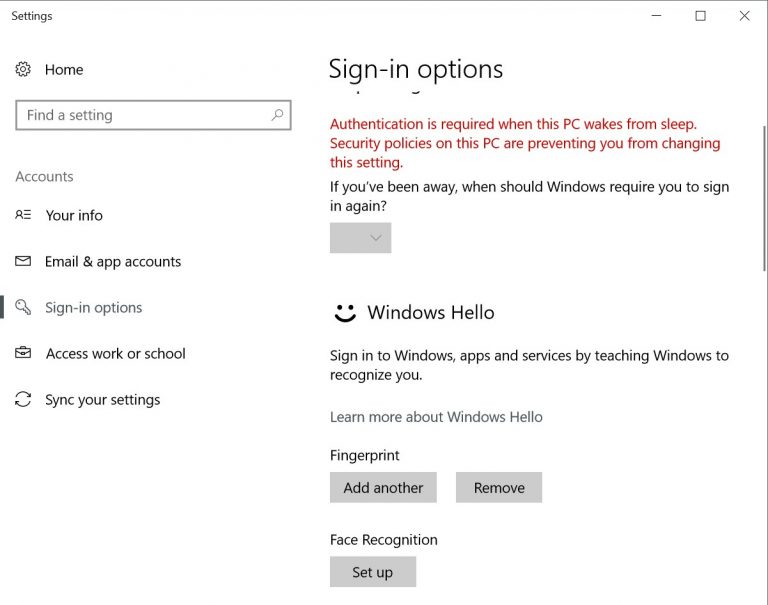 Settings
Home
Find a setting
Accounts
Your info
Email & app accounts
Sign-in options
Access work or school
Sync your settings
Sign-in options
Authentication is required when this PC wakes from sleep.
Security policies on this PC are preventing you from changing
this setting.
If you've been away, when should Windows require you to sign
in again?
Windows Hello
Sign in to Windows, apps and services by teaching Windows to
recognize you.
Learn more about Windows Hello
Fingerprint
Add another Remove
Face Recognition
Set up